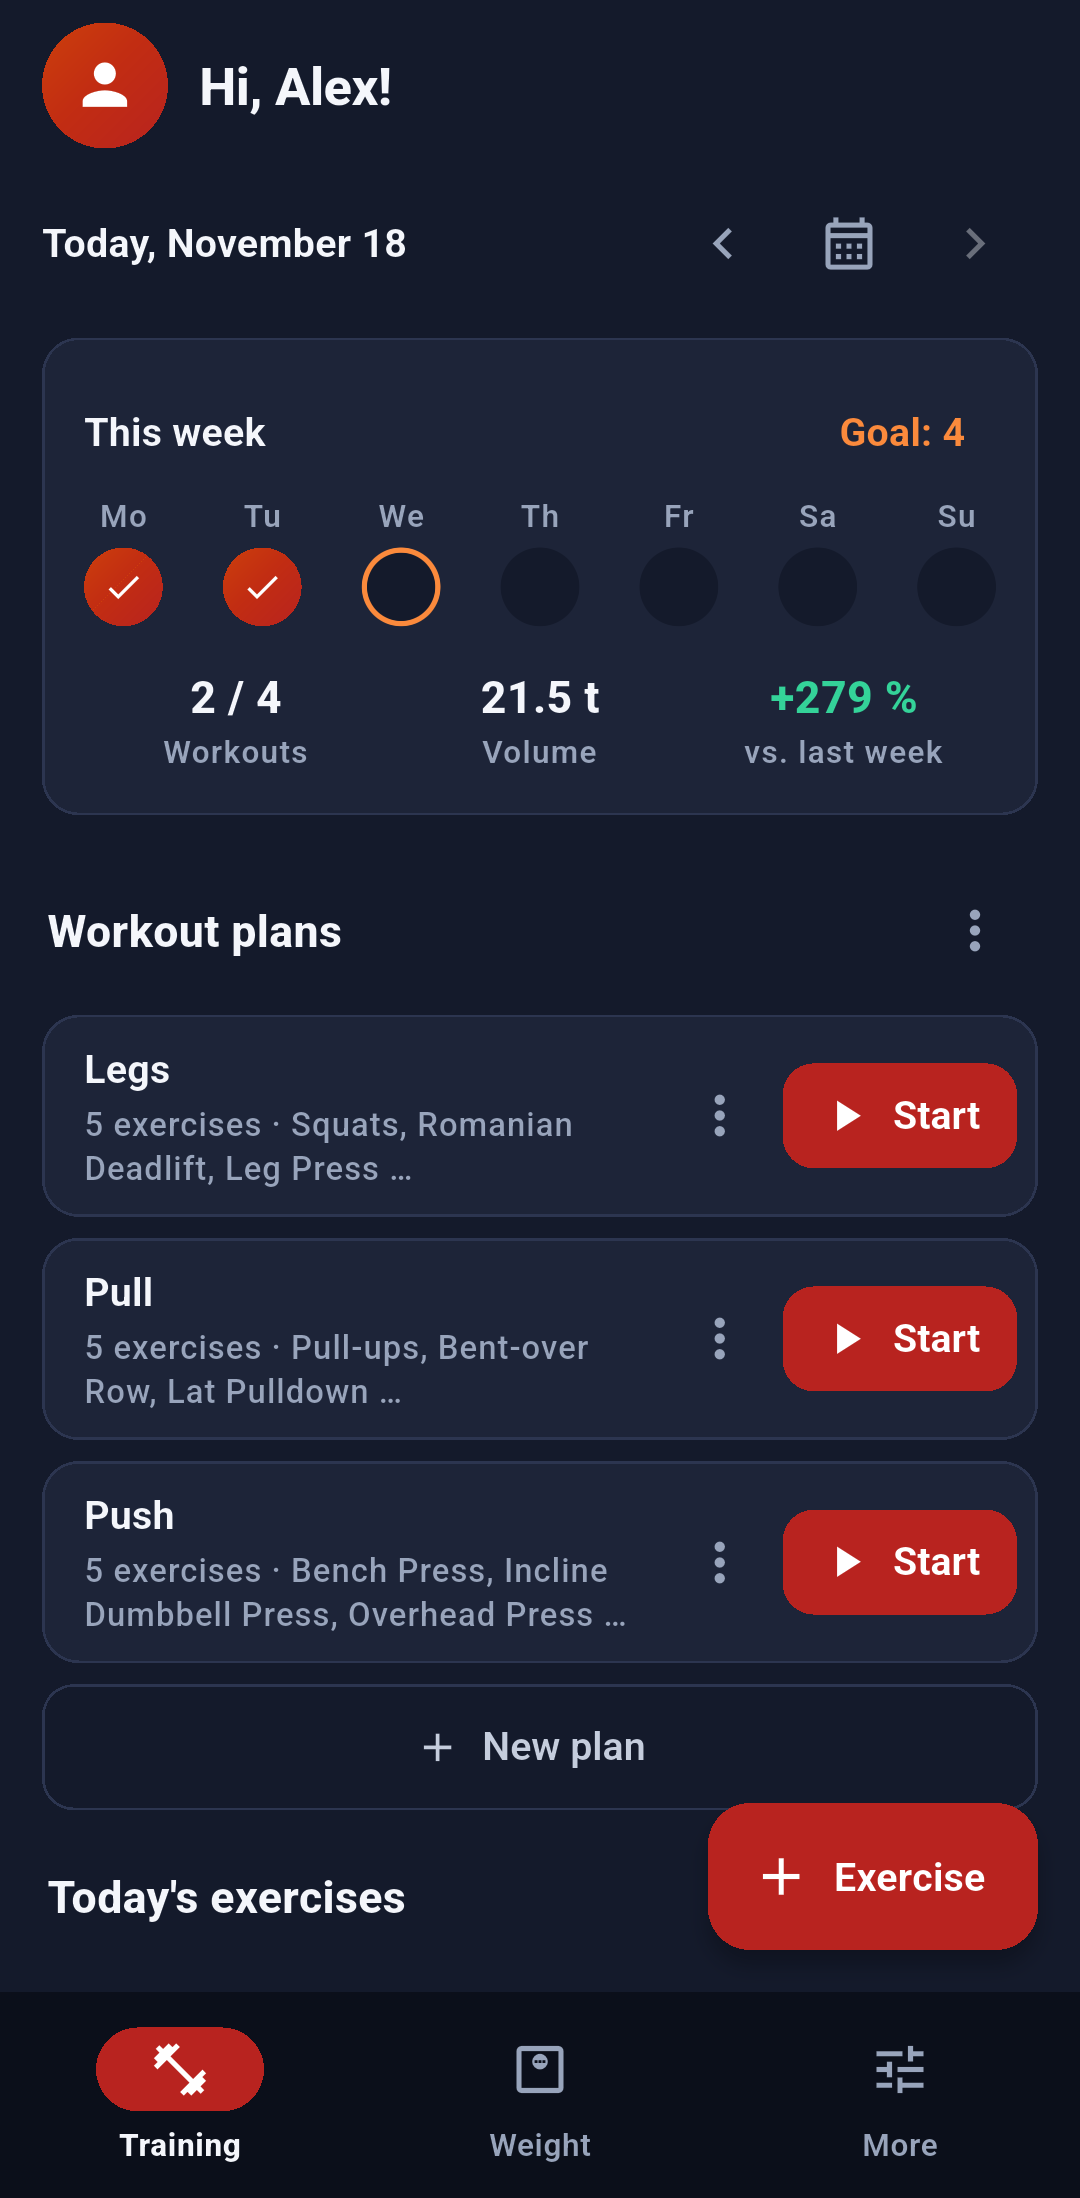 Hi, Alex!
Today, November 18
This week
Goal: 4
Mo Tu We Th Fr Sa Su
2 / 4
Workouts
21.5 t
Volume
+279 %
vs. last week
Workout plans
Legs
5 exercises · Squats, Romanian
Deadlift, Leg Press ...
Start
Pull
5 exercises · Pull-ups, Bent-over
Row, Lat Pulldown ...
Start
Push
5 exercises · Bench Press, Incline
Dumbbell Press, Overhead Press ...
Start
+ New plan
Today's exercises
+ Exercise
Training
Weight
More